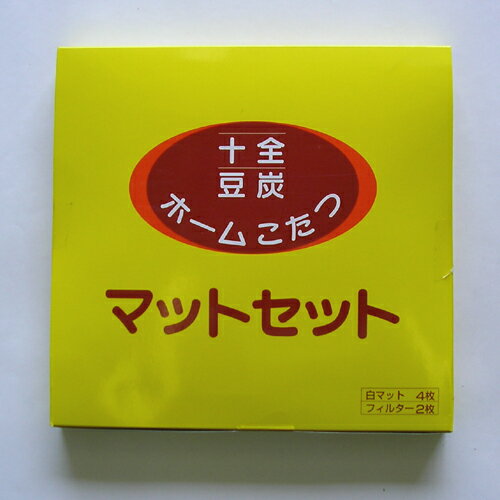 十全
豆炭
ホームこたつ
マットセット
白マット 4枚
フィルター2枚